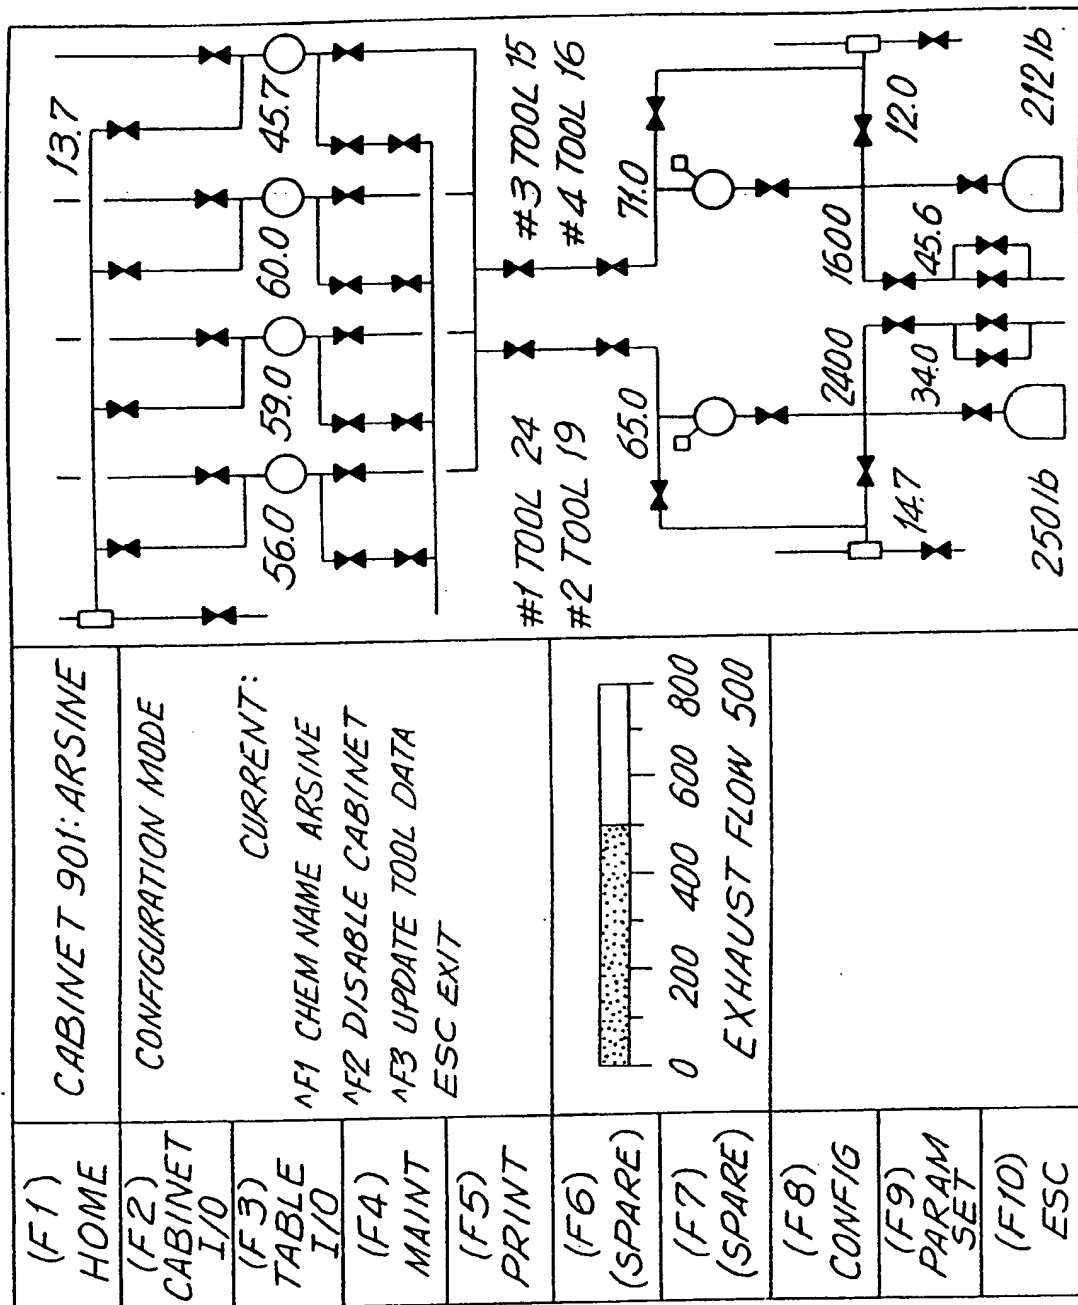 (F1)
HOME
(F2)
CABINET
I/O
(F3)
TABLE
I/O
(F4)
MAINT
(F5)
PRINT
(F6)
(SPARE)
(F7)
(SPARE)
(F8)
CONFIG
(F9)
PARAM
SET
(F10)
ESC
CABINET 901: ARSINE
CONFIGURATION MODE
CURRENT:
^F1 CHEM NAME ARSINE
^F2 DISABLE CABINET
^F3 UPDATE TOOL DATA
ESC EXIT
0 200 400 600 800
EXHAUST FLOW 500
13.7
56.0 59.0 60.0 45.7
#1 TOOL 24
#2 TOOL 19
#3 TOOL 15
#4 TOOL 16
65.0 71.0
2400 1600
14.7 34.0 45.6 12.0
250 lb 212 lb